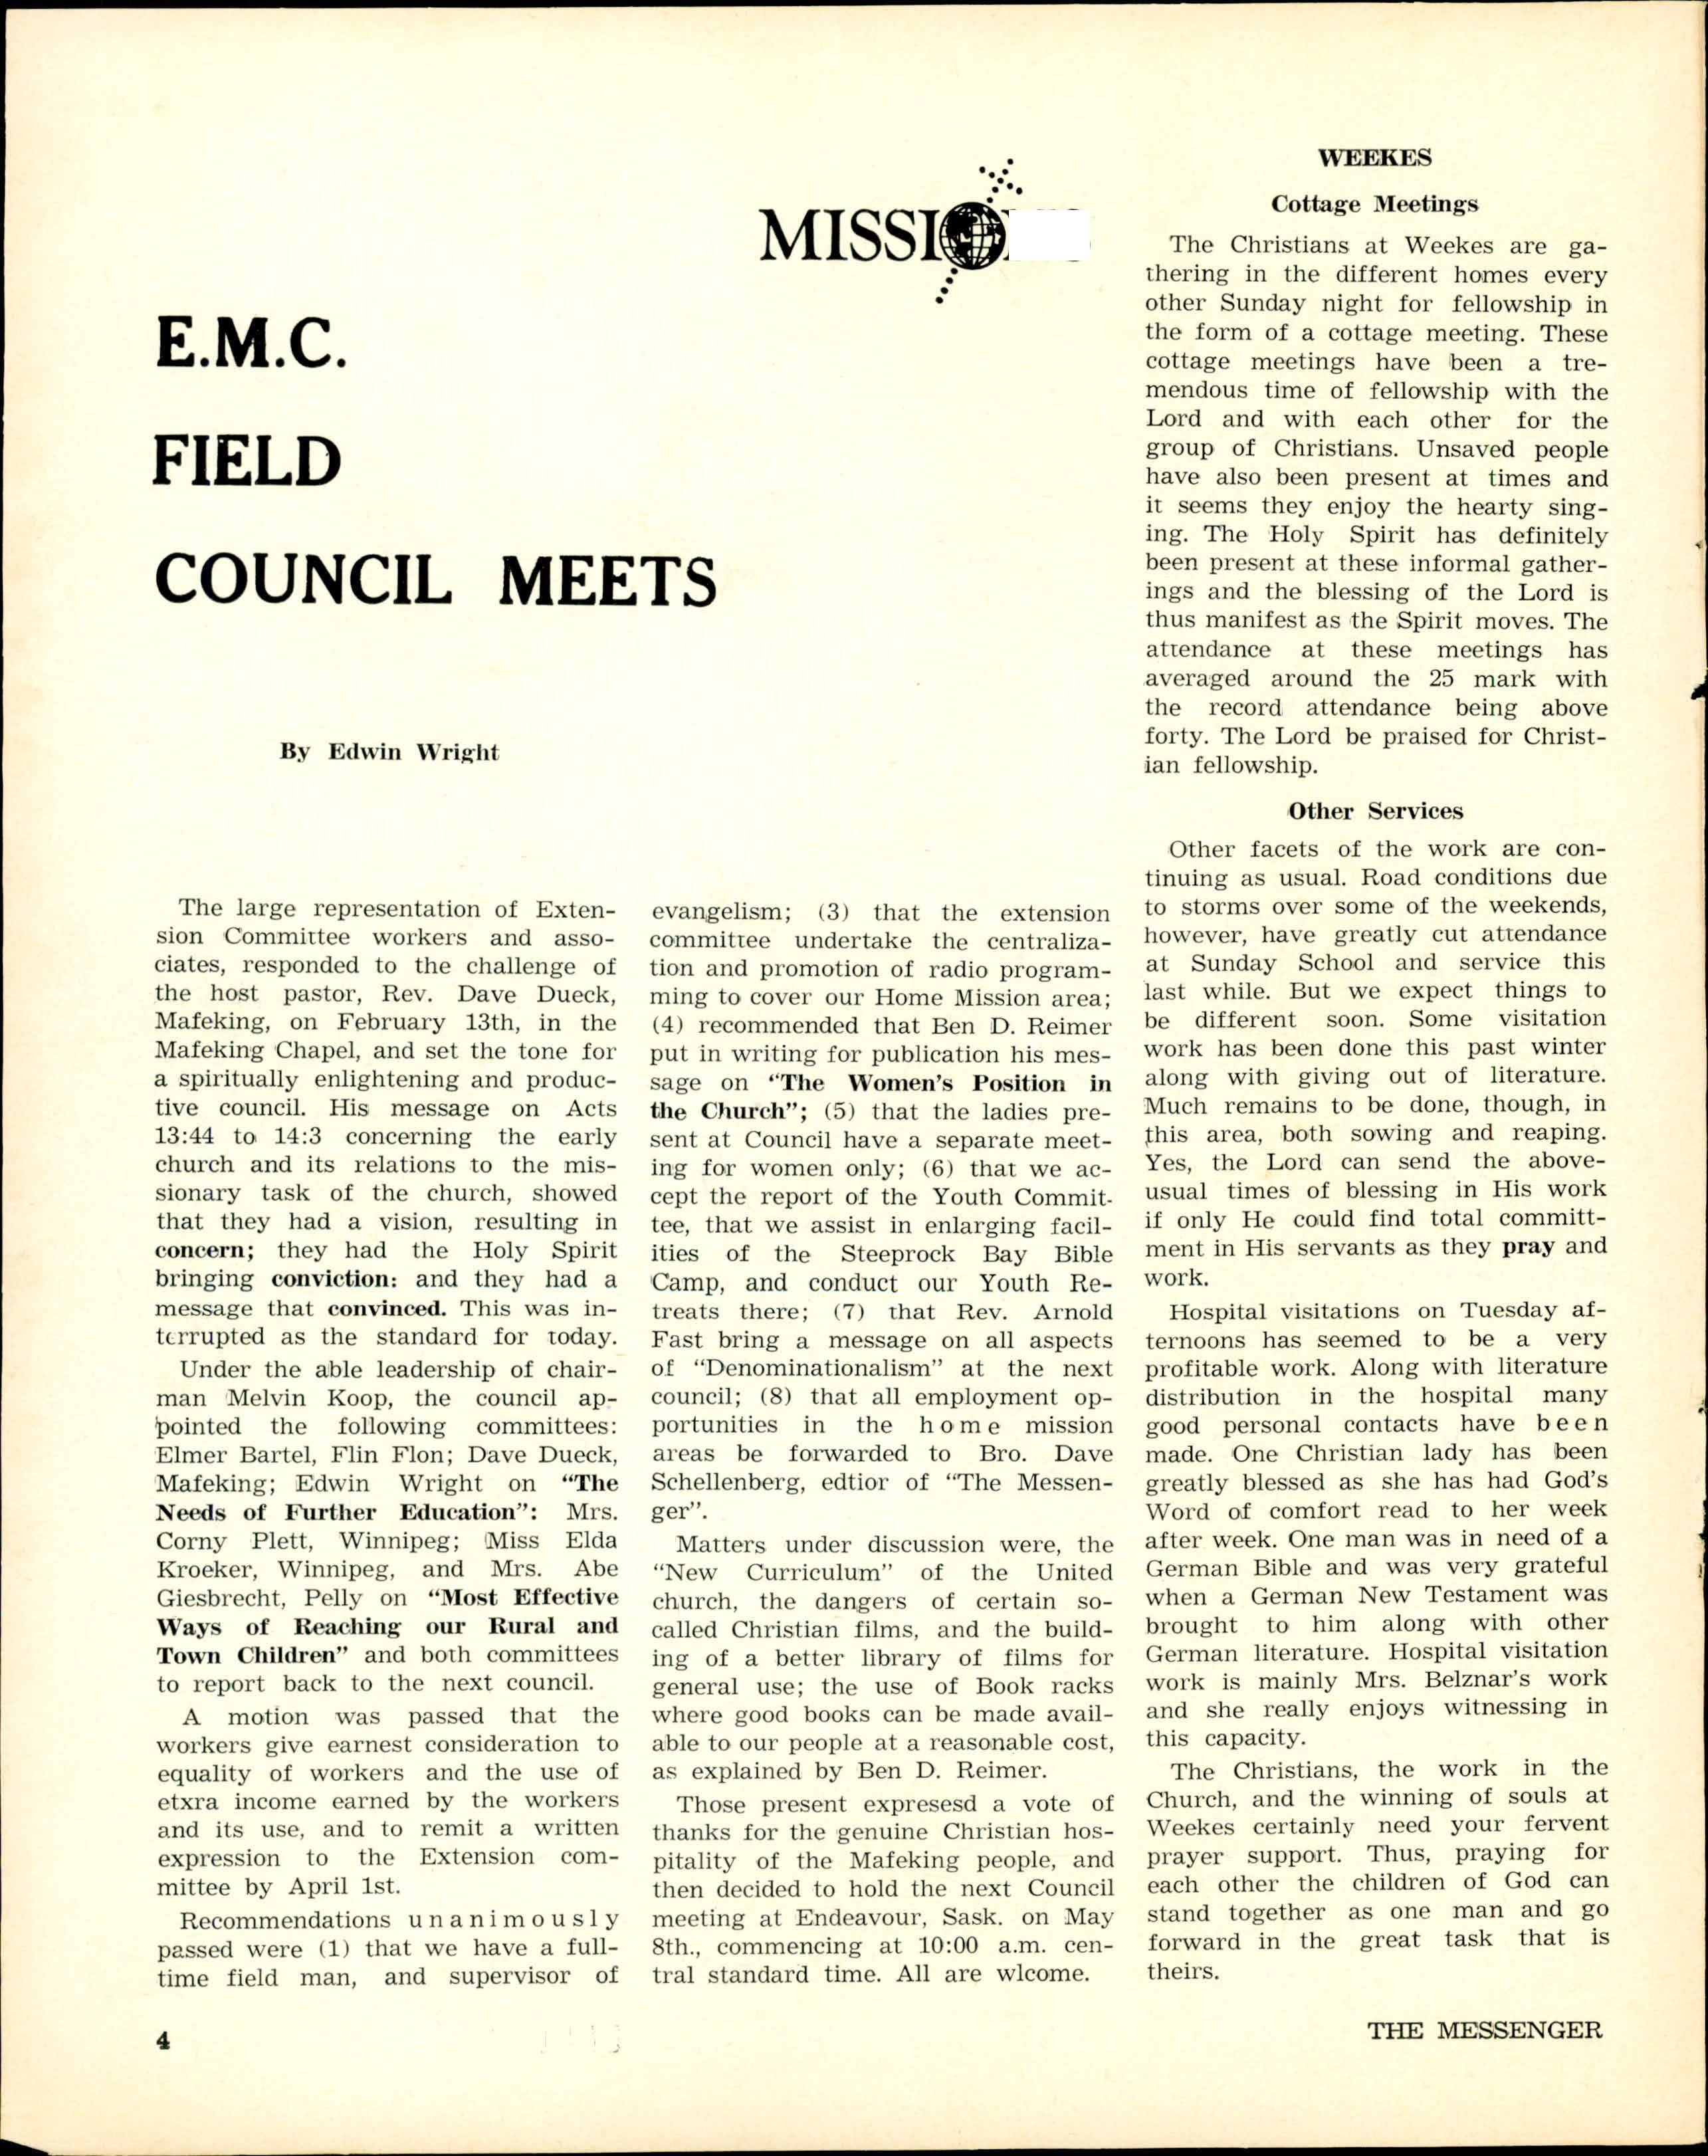 MISSI
E.M.C.
FIELD
COUNCIL MEETS
By Edwin Wright
The large representation of Exten-
sion Committee workers and asso-
ciates, responded to the challenge of
the host pastor, Rev. Dave Dueck,
Mafeking, on February 13th, in the
Mafeking Chapel, and set the tone for
a spiritually enlightening and produc-
tive council. His message on Acts
13:44 to 14:3 concerning the early
church and its relations to the mis-
sionary task of the church, showed
that they had a vision, resulting in
concern; they had the Holy Spirit
bringing conviction: and they had a
message that convinced. This was in-
terrupted as the standard for today.
Under the able leadership of chair-
man Melvin Koop, the council ap-
pointed the following committees:
Elmer Bartel, Flin Flon; Dave Dueck,
Mafeking; Edwin Wright on “The
Needs of Further Education”: Mrs.
Corny Plett, Winnipeg; Miss Elda
Kroeker, Winnipeg, and Mrs. Abe
Giesbrecht, Pelly on “Most Effective
Ways of Reaching our Rural and
Town Children” and both committees
to report back to the next council.
A motion was passed that the
workers give earnest consideration to
equality of workers and the use of
etxra income earned by the workers
and its use, and to remit a written
expression to the Extension com-
mittee by April 1st.
Recommendations unanimously
passed were (1) that we have a full-
time field man, and supervisor of
evangelism; (3) that the extension
committee undertake the centraliza-
tion and promotion of radio program-
ming to cover our Home Mission area;
(4) recommended that Ben D. Reimer
put in writing for publication his mes-
sage on “The Women's Position in
the Church”; (5) that the ladies pre-
sent at Council have a separate meet-
ing for women only; (6) that we ac-
cept the report of the Youth Commit-
tee, that we assist in enlarging facil-
ities of the Steeprock Bay Bible
Camp, and conduct our Youth Re-
treats there; (7) that Rev. Arnold
Fast bring a message on all aspects
of “Denominationalism” at the next
council; (8) that all employment op-
portunities in the home mission
areas be forwarded to Bro. Dave
Schellenberg, edtior of “The Messen-
ger”.
Matters under discussion were, the
“New Curriculum” of the United
church, the dangers of certain so-
called Christian films, and the build-
ing of a better library of films for
general use; the use of Book racks
where good books can be made avail-
able to our people at a reasonable cost,
as explained by Ben D. Reimer.
Those present expresesd a vote of
thanks for the genuine Christian hos-
pitality of the Mafeking people, and
then decided to hold the next Council
meeting at Endeavour, Sask. on May
8th., commencing at 10:00 a.m. cen-
tral standard time. All are wlcome.
WEEKES
Cottage Meetings
The Christians at Weekes are ga-
thering in the different homes every
other Sunday night for fellowship in
the form of a cottage meeting. These
cottage meetings have been a tre-
mendous time of fellowship with the
Lord and with each other for the
group of Christians. Unsaved people
have also been present at times and
it seems they enjoy the hearty sing-
ing. The Holy Spirit has definitely
been present at these informal gather-
ings and the blessing of the Lord is
thus manifest as the Spirit moves. The
attendance at these meetings has
averaged around the 25 mark with
the record attendance being above
forty. The Lord be praised for Christ-
ian fellowship.
Other Services
Other facets of the work are con-
tinuing as usual. Road conditions due
to storms over some of the weekends,
however, have greatly cut attendance
at Sunday School and service this
last while. But we expect things to
be different soon. Some visitation
work has been done this past winter
along with giving out of literature.
Much remains to be done, though, in
this area, both sowing and reaping.
Yes, the Lord can send the above-
usual times of blessing in His work
if only He could find total committ-
ment in His servants as they pray and
work.
Hospital visitations on Tuesday af-
ternoons has seemed to be a very
profitable work. Along with literature
distribution in the hospital many
good personal contacts have been
made. One Christian lady has been
greatly blessed as she has had God's
Word of comfort read to her week
after week. One man was in need of a
German Bible and was very grateful
when a German New Testament was
brought to him along with other
German literature. Hospital visitation
work is mainly Mrs. Belznar's work
and she really enjoys witnessing in
this capacity.
The Christians, the work in the
Church, and the winning of souls at
Weekes certainly need your fervent
prayer support. Thus, praying for
each other the children of God can
stand together as one man and go
forward in the great task that is
theirs.
4
THE MESSENGER